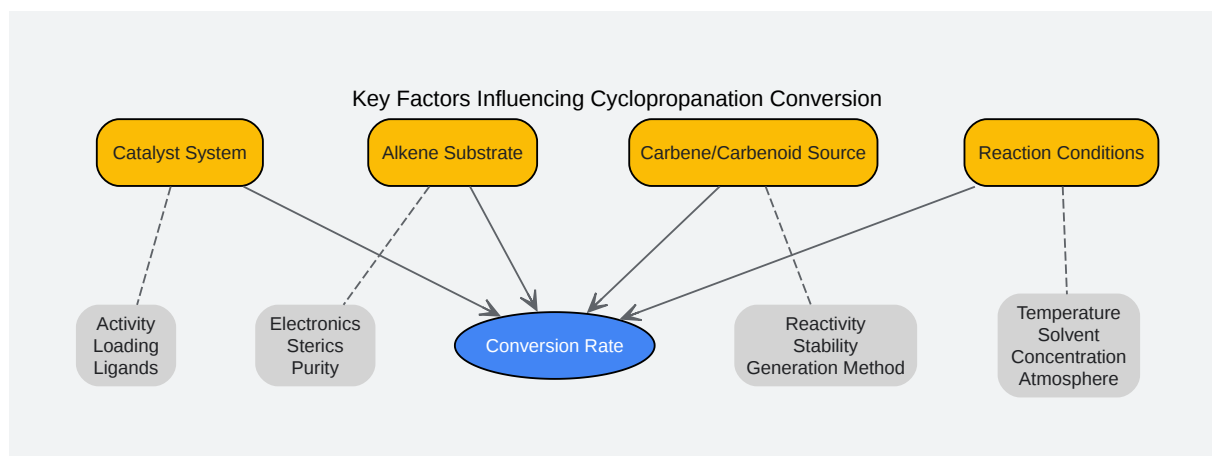 Key Factors Influencing Cyclopropanation Conversion
Catalyst System
Alkene Substrate
Carbene/Carbenoid Source
Reaction Conditions
Activity
Loading
Ligands
Electronics
Sterics
Purity
Conversion Rate
Reactivity
Stability
Generation Method
Temperature
Solvent
Concentration
Atmosphere